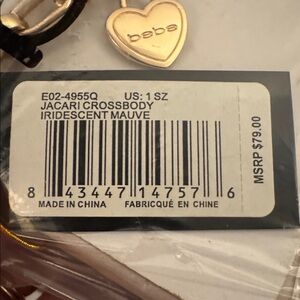 bebe
E02-4955Q US: 1 SZ
JACARI CROSSBODY
IRIDESCENT MAUVE
MSRP $79.00
8 43447 14757 6
MADE IN CHINA FABRIQUÉ EN CHINE